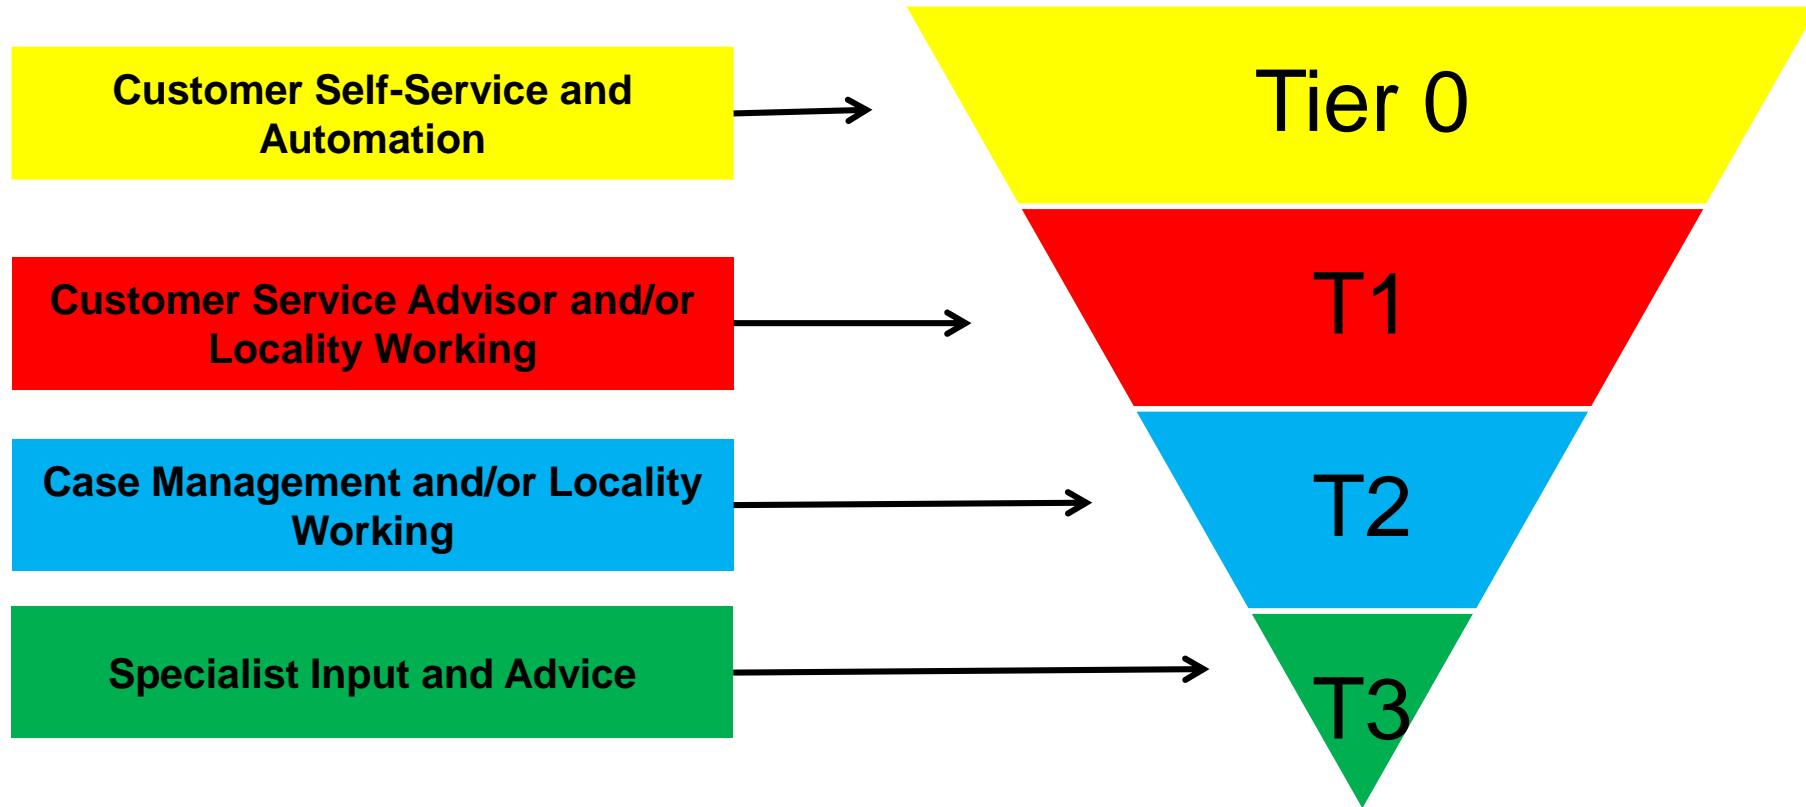 Customer Self-Service and
Automation
Tier 0
Customer Service Advisor and/or
Locality Working
T1
Case Management and/or Locality
Working
T2
Specialist Input and Advice
T3